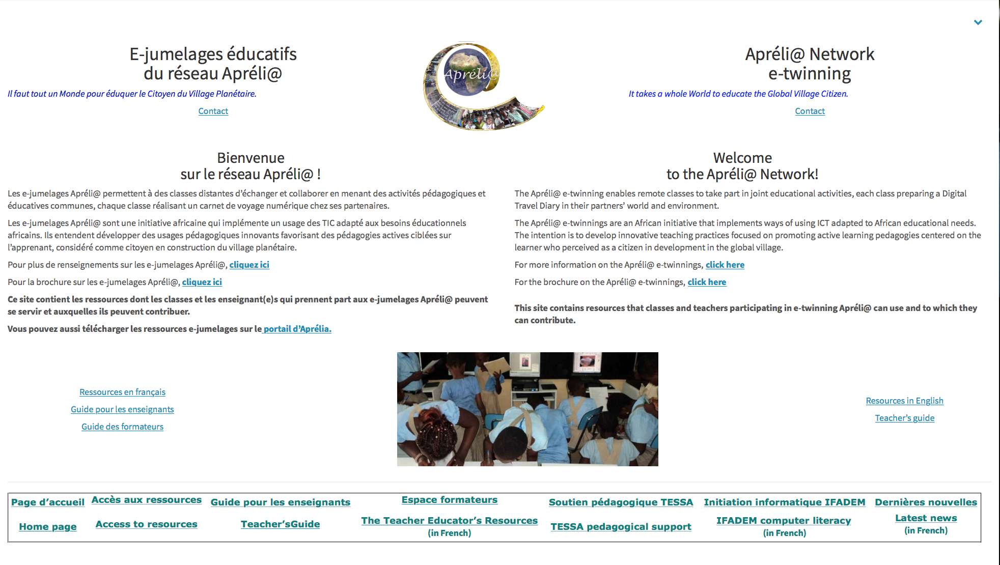 E-jumelages éducatifs
du réseau Apréli@
Il faut tout un Monde pour éduquer le Citoyen du Village Planétaire.
Contact
Apréli@
Apréli@ Network
e-twinning
It takes a whole World to educate the Global Village Citizen.
Contact
Bienvenue
sur le réseau Apréli@ !
Les e-jumelages Apréli@ permettent à des classes distantes d’échanger et collaborer en menant des activités pédagogiques et
éducatives communes, chaque classe réalisant un carnet de voyage numérique chez ses partenaires.
Les e-jumelages Apréli@ sont une initiative africaine qui implémente un usage des TIC adapté aux besoins éducationnels
africains. Ils entendent développer des usages pédagogiques innovants favorisant des pédagogies actives ciblées sur
l’apprenant, considéré comme citoyen en construction du village planétaire.
Pour plus de renseignements sur les e-jumelages Apréli@, cliquez ici
Pour la brochure sur les e-jumelages Apréli@, cliquez ici
Ce site contient les ressources dont les classes et les enseignant(e)s qui prennent part aux e-jumelages Apréli@ peuvent
se servir et auxquelles ils peuvent contribuer.
Vous pouvez aussi télécharger les ressources e-jumelages sur le portail d’Aprélia.
Welcome
to the Apréli@ Network!
The Apréli@ e-twinning enables remote classes to take part in joint educational activities, each class preparing a Digital
Travel Diary in their partners’ world and environment.
The Apréli@ e-twinnings are an African initiative that implements ways of using ICT adapted to African educational needs.
The intention is to develop innovative teaching practices focused on promoting active learning pedagogies centered on the
learner who perceived as a citizen in development in the global village.
For more information on the Apréli@ e-twinnings, click here
For the brochure on the Apréli@ e-twinnings, click here
This site contains resources that classes and teachers participating in e-twinning Apréli@ can use and to which they
can contribute.
Ressources en français
Guide pour les enseignants
Guide des formateurs
Resources in English
Teacher’s guide
Page d’accueil
Accès aux ressources
Guide pour les enseignants
Espace formateurs
Soutien pédagogique TESSA
Initiation informatique IFADEM
Dernières nouvelles
Home page
Access to resources
Teacher’sGuide
The Teacher Educator’s Resources
(in French)
TESSA pedagogical support
IFADEM computer literacy
(in French)
Latest news
(in French)